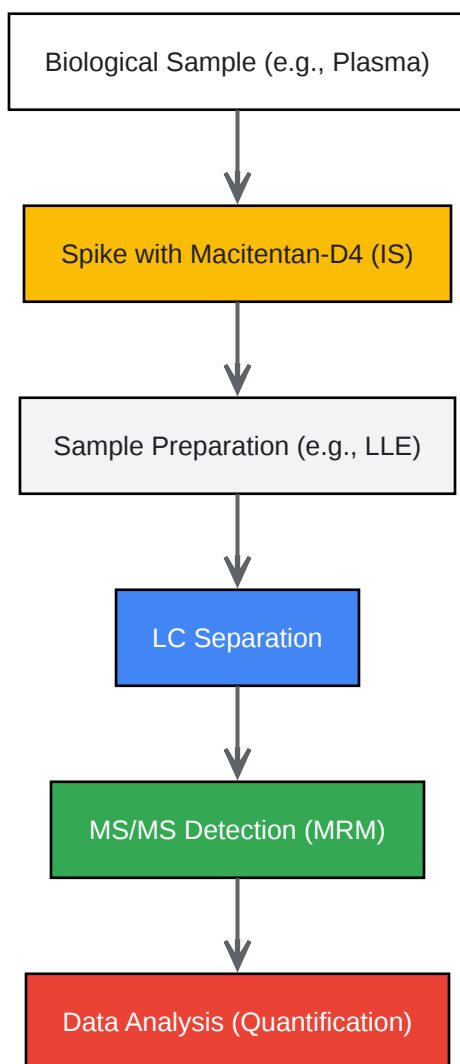 Biological Sample (e.g., Plasma)
Spike with Macitentan-D4 (IS)
Sample Preparation (e.g., LLE)
LC Separation
MS/MS Detection (MRM)
Data Analysis (Quantification)